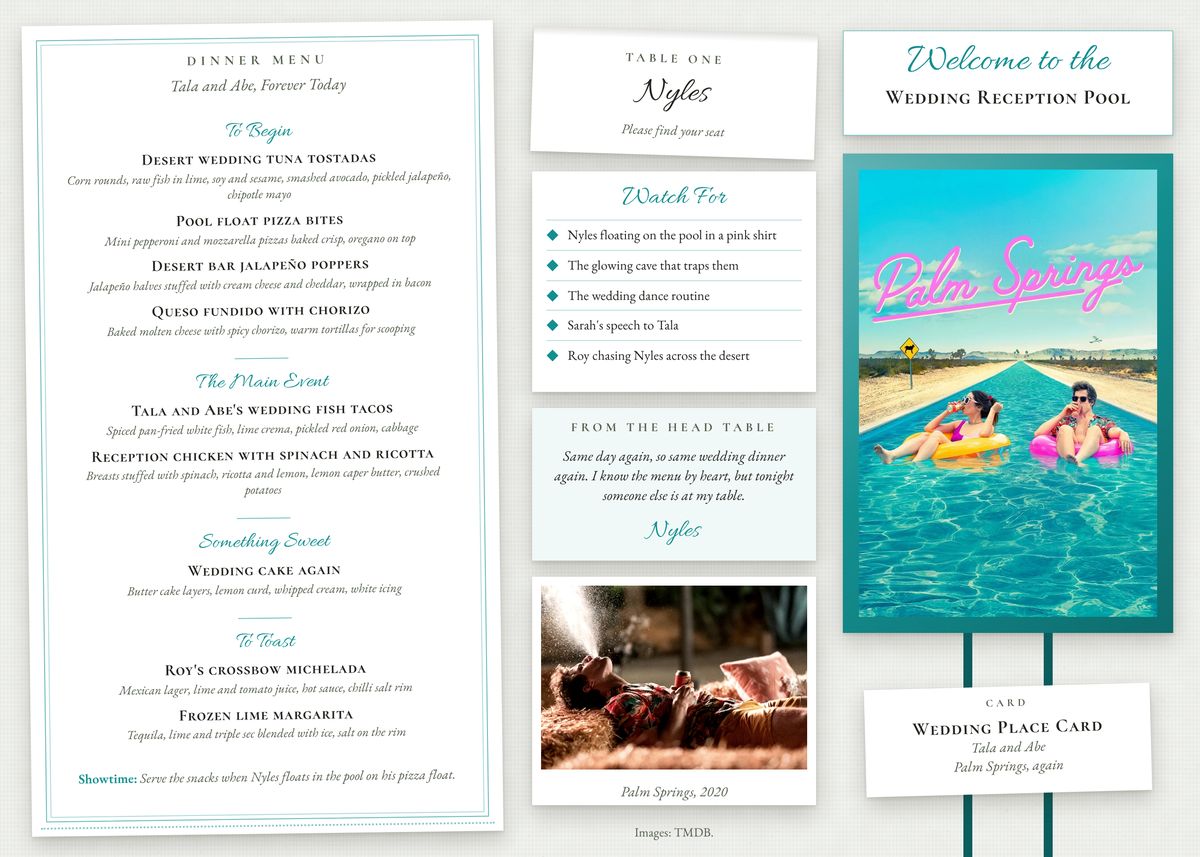 DINNER MENU
Tala and Abe, Forever Today
To Begin
Desert wedding tuna tostadas
Corn rounds, raw fish in lime, soy and sesame, smashed avocado, pickled jalapeño,
chipotle mayo
Pool float pizza bites
Mini pepperoni and mozzarella pizzas baked crisp, oregano on top
Desert bar jalapeño poppers
Jalapeño halves stuffed with cream cheese and cheddar, wrapped in bacon
Queso fundido with chorizo
Baked molten cheese with spicy chorizo, warm tortillas for scooping
The Main Event
Tala and Abe's wedding fish tacos
Spiced pan-fried white fish, lime crema, pickled red onion, cabbage
Reception chicken with spinach and ricotta
Breasts stuffed with spinach, ricotta and lemon, lemon caper butter, crushed
potatoes
Something Sweet
Wedding cake again
Butter cake layers, lemon curd, whipped cream, white icing
To Toast
Roy's crossbow michelada
Mexican lager, lime and tomato juice, hot sauce, chilli salt rim
Frozen lime margarita
Tequila, lime and triple sec blended with ice, salt on the rim
Showtime: Serve the snacks when Nyles floats in the pool on his pizza float.
TABLE ONE
Nyles
Please find your seat
Watch For
Nyles floating on the pool in a pink shirt
The glowing cave that traps them
The wedding dance routine
Sarah's speech to Tala
Roy chasing Nyles across the desert
FROM THE HEAD TABLE
Same day again, so same wedding dinner
again. I know the menu by heart, but tonight
someone else is at my table.
Nyles
Palm Springs, 2020
Images: TMDB.
Welcome to the
Wedding Reception Pool
Palm Springs
CARD
Wedding Place Card
Tala and Abe
Palm Springs, again